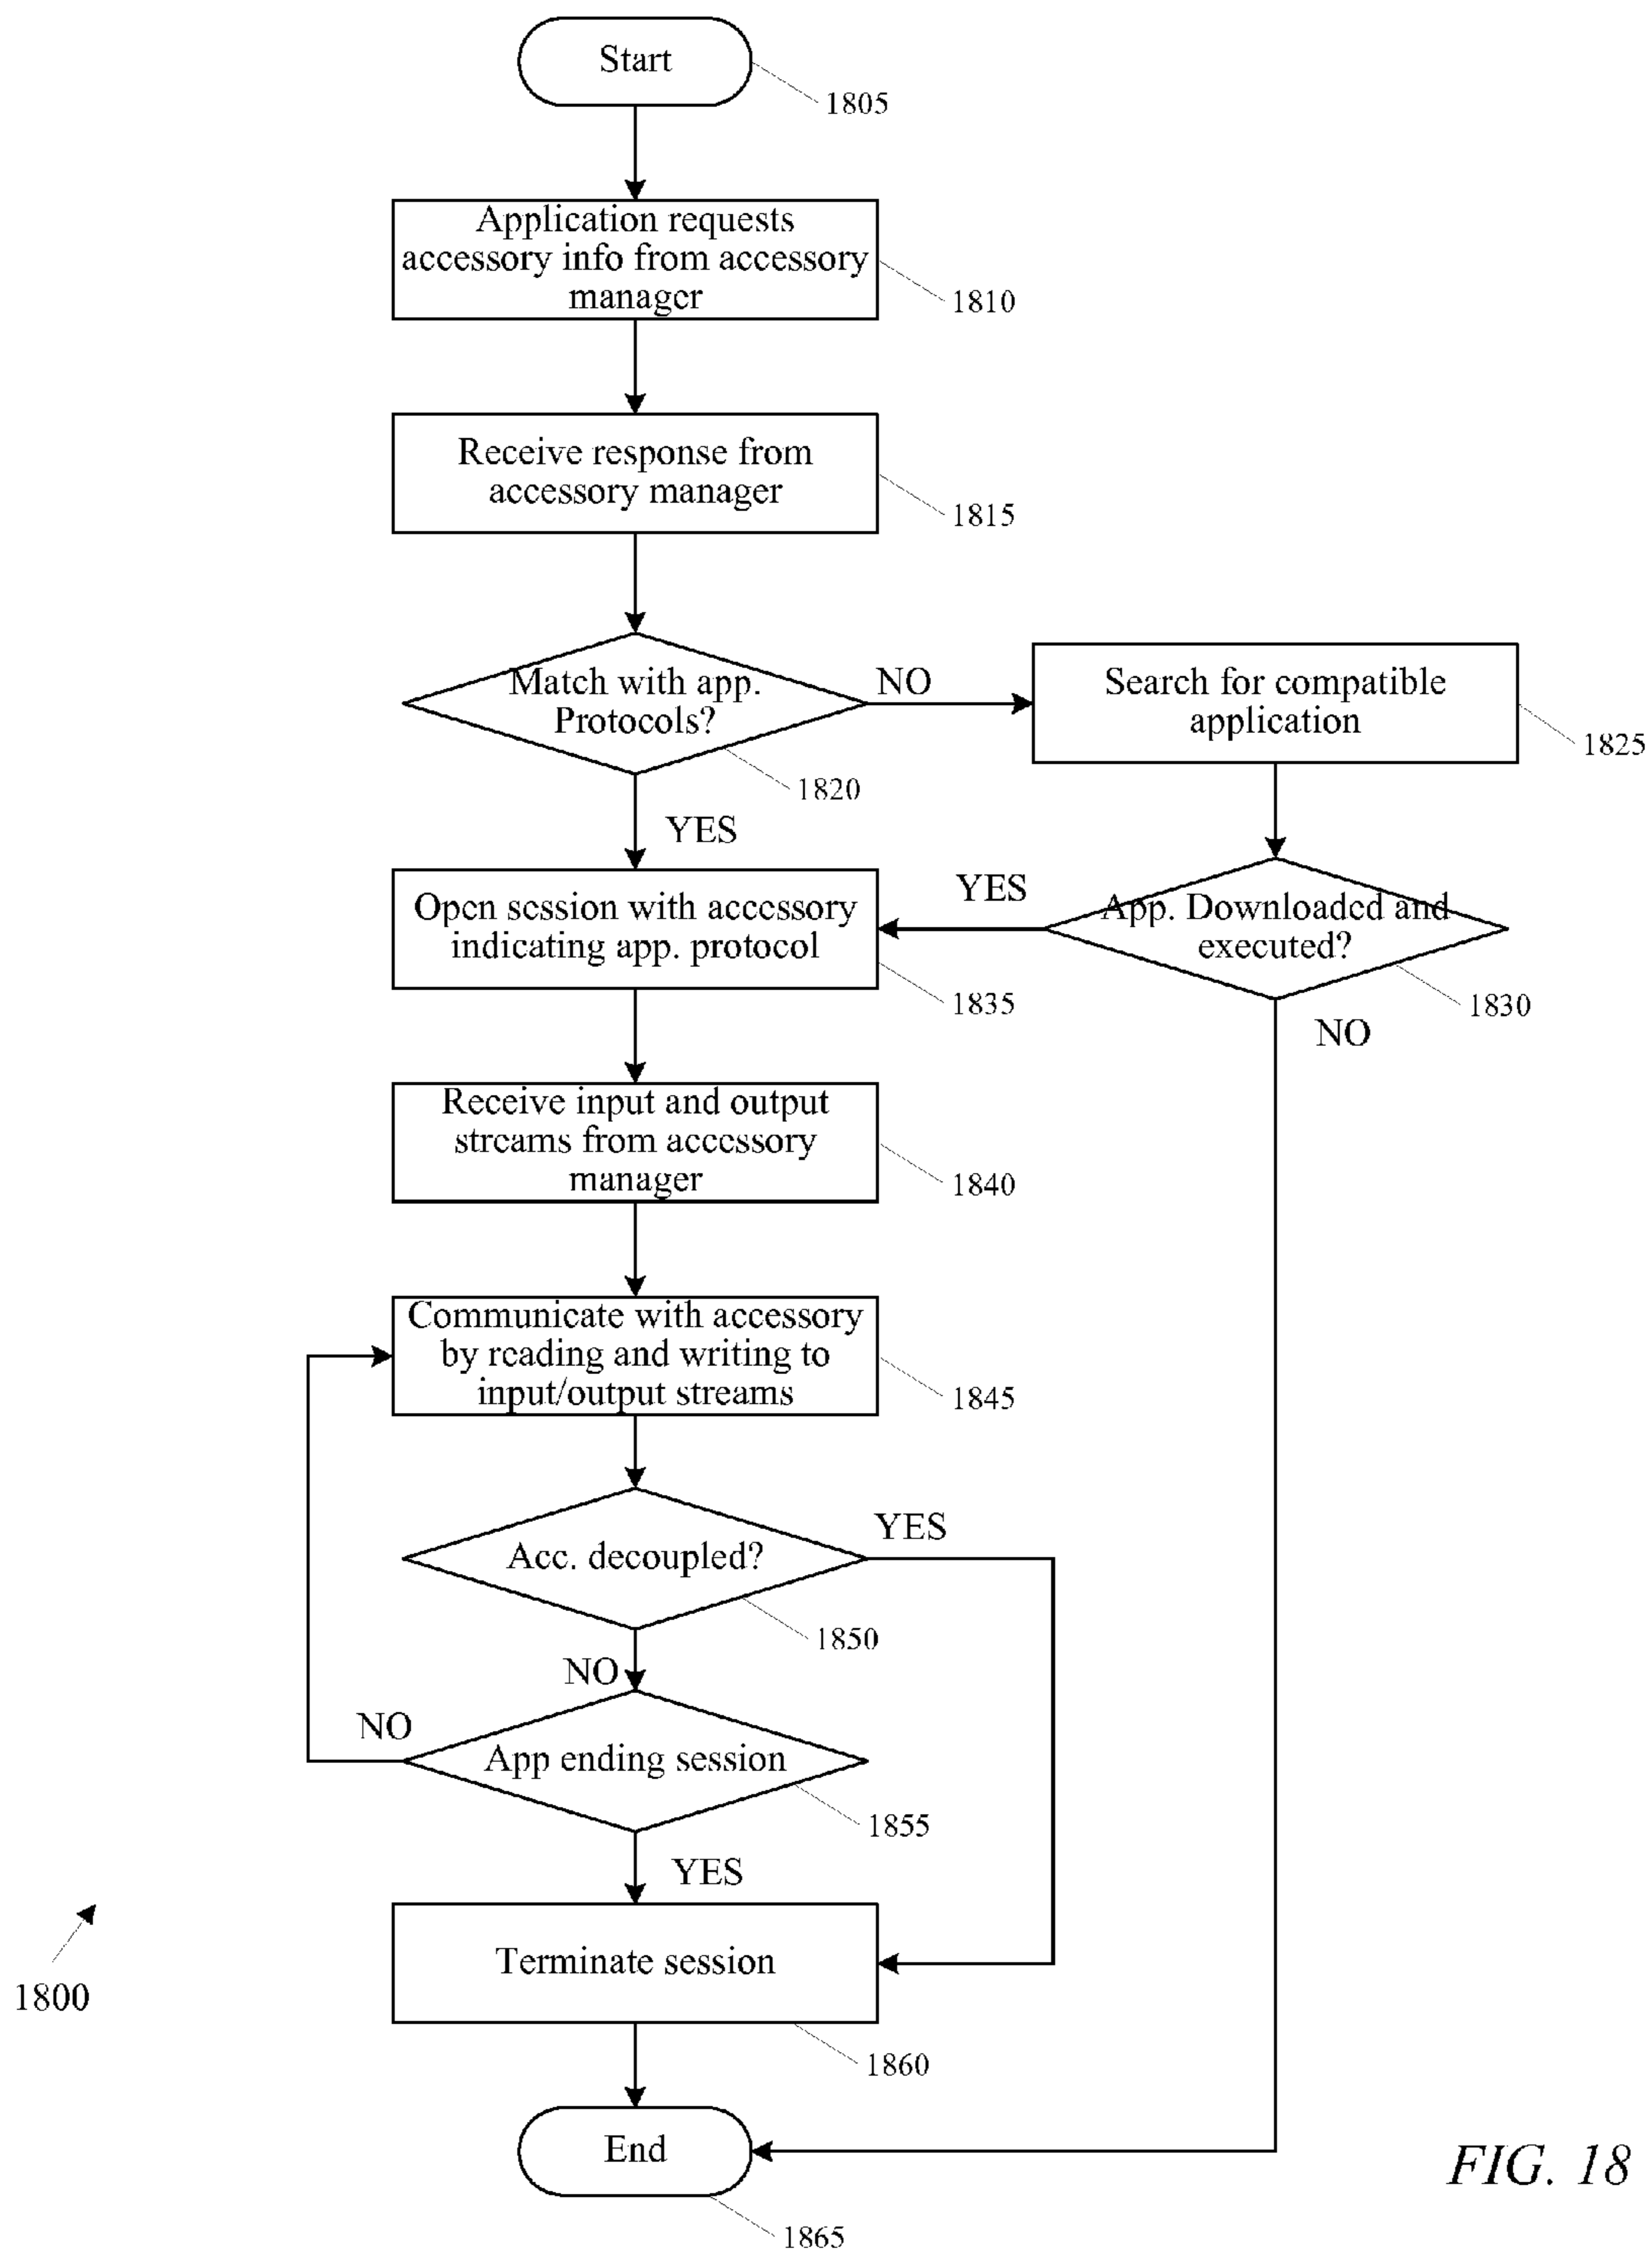 Start
1805
Application requests
accessory info from accessory
manager
1810
Receive response from
accessory manager
1815
Match with app.
Protocols?
1820
NO
Search for compatible
application
1825
YES
App. Downloaded and
executed?
1830
NO
YES
Open session with accessory
indicating app. protocol
1835
Receive input and output
streams from accessory
manager
1840
Communicate with accessory
by reading and writing to
input/output streams
1845
Acc. decoupled?
1850
YES
NO
App ending session
1855
NO
YES
Terminate session
1860
End
1865
1800
FIG. 18